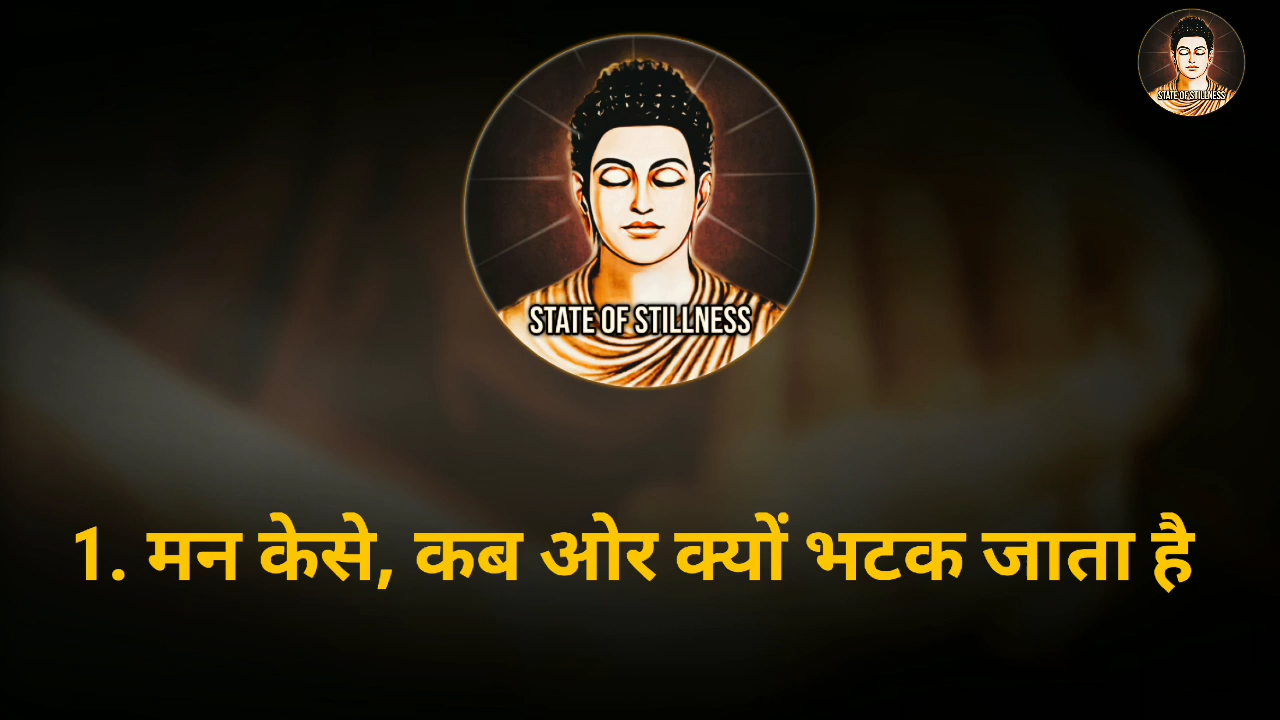 STATE OF STILLNESS
STATE OF STILLNESS
1. मन केसे, कब ओर क्यों भटक जाता है